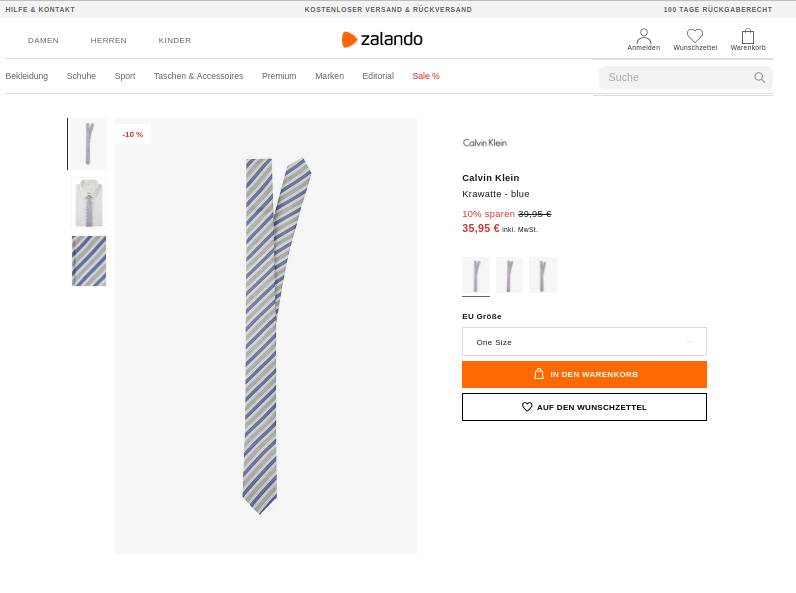 HILFE & KONTAKT
KOSTENLOSER VERSAND & RÜCKVERSAND
100 TAGE RÜCKGABERECHT
DAMEN
HERREN
KINDER
zalando
Anmelden
Wunschzettel
Warenkorb
Bekleidung
Schuhe
Sport
Taschen & Accessoires
Premium
Marken
Editorial
Sale %
Suche
-10 %
Calvin Klein
Calvin Klein
Krawatte - blue
10% sparen 39,95 €
35,95 € inkl. MwSt.
EU Größe
One Size
IN DEN WARENKORB
AUF DEN WUNSCHZETTEL